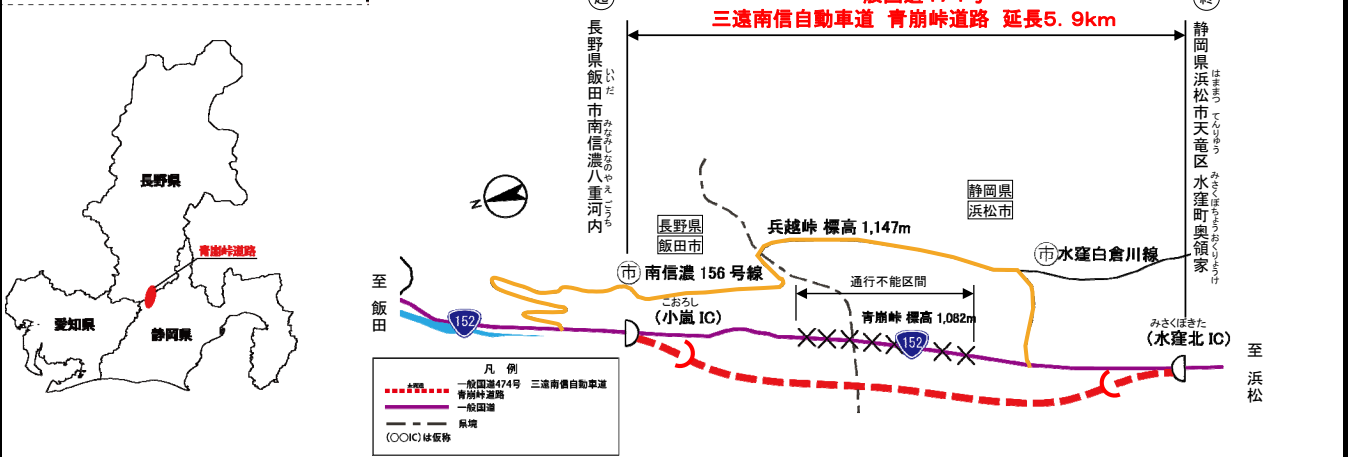 起
終
一般国道474号
三遠南信自動車道 青崩峠道路 延長5.9km
長野県飯田市南信濃八重河内
いいだ
みなみしなのやえごうち
静岡県浜松市天竜区水窪町奥領家
はままつ てんりゅう
みさくぼちょうおくりょうけ
長野県
青崩峠道路
愛知県
静岡県
N
長野県
飯田市
静岡県
浜松市
兵越峠 標高 1,147m
市 南信濃 156 号線
市 水窪白倉川線
通行不能区間
青崩峠 標高 1,082m
至 飯田
152
こおろし
(小嵐 IC)
152
みさくぼきた
(水窪北 IC)
至 浜松
凡 例
一般国道474号 三遠南信自動車道
青崩峠道路
一般国道
県境
(○○IC)は仮称